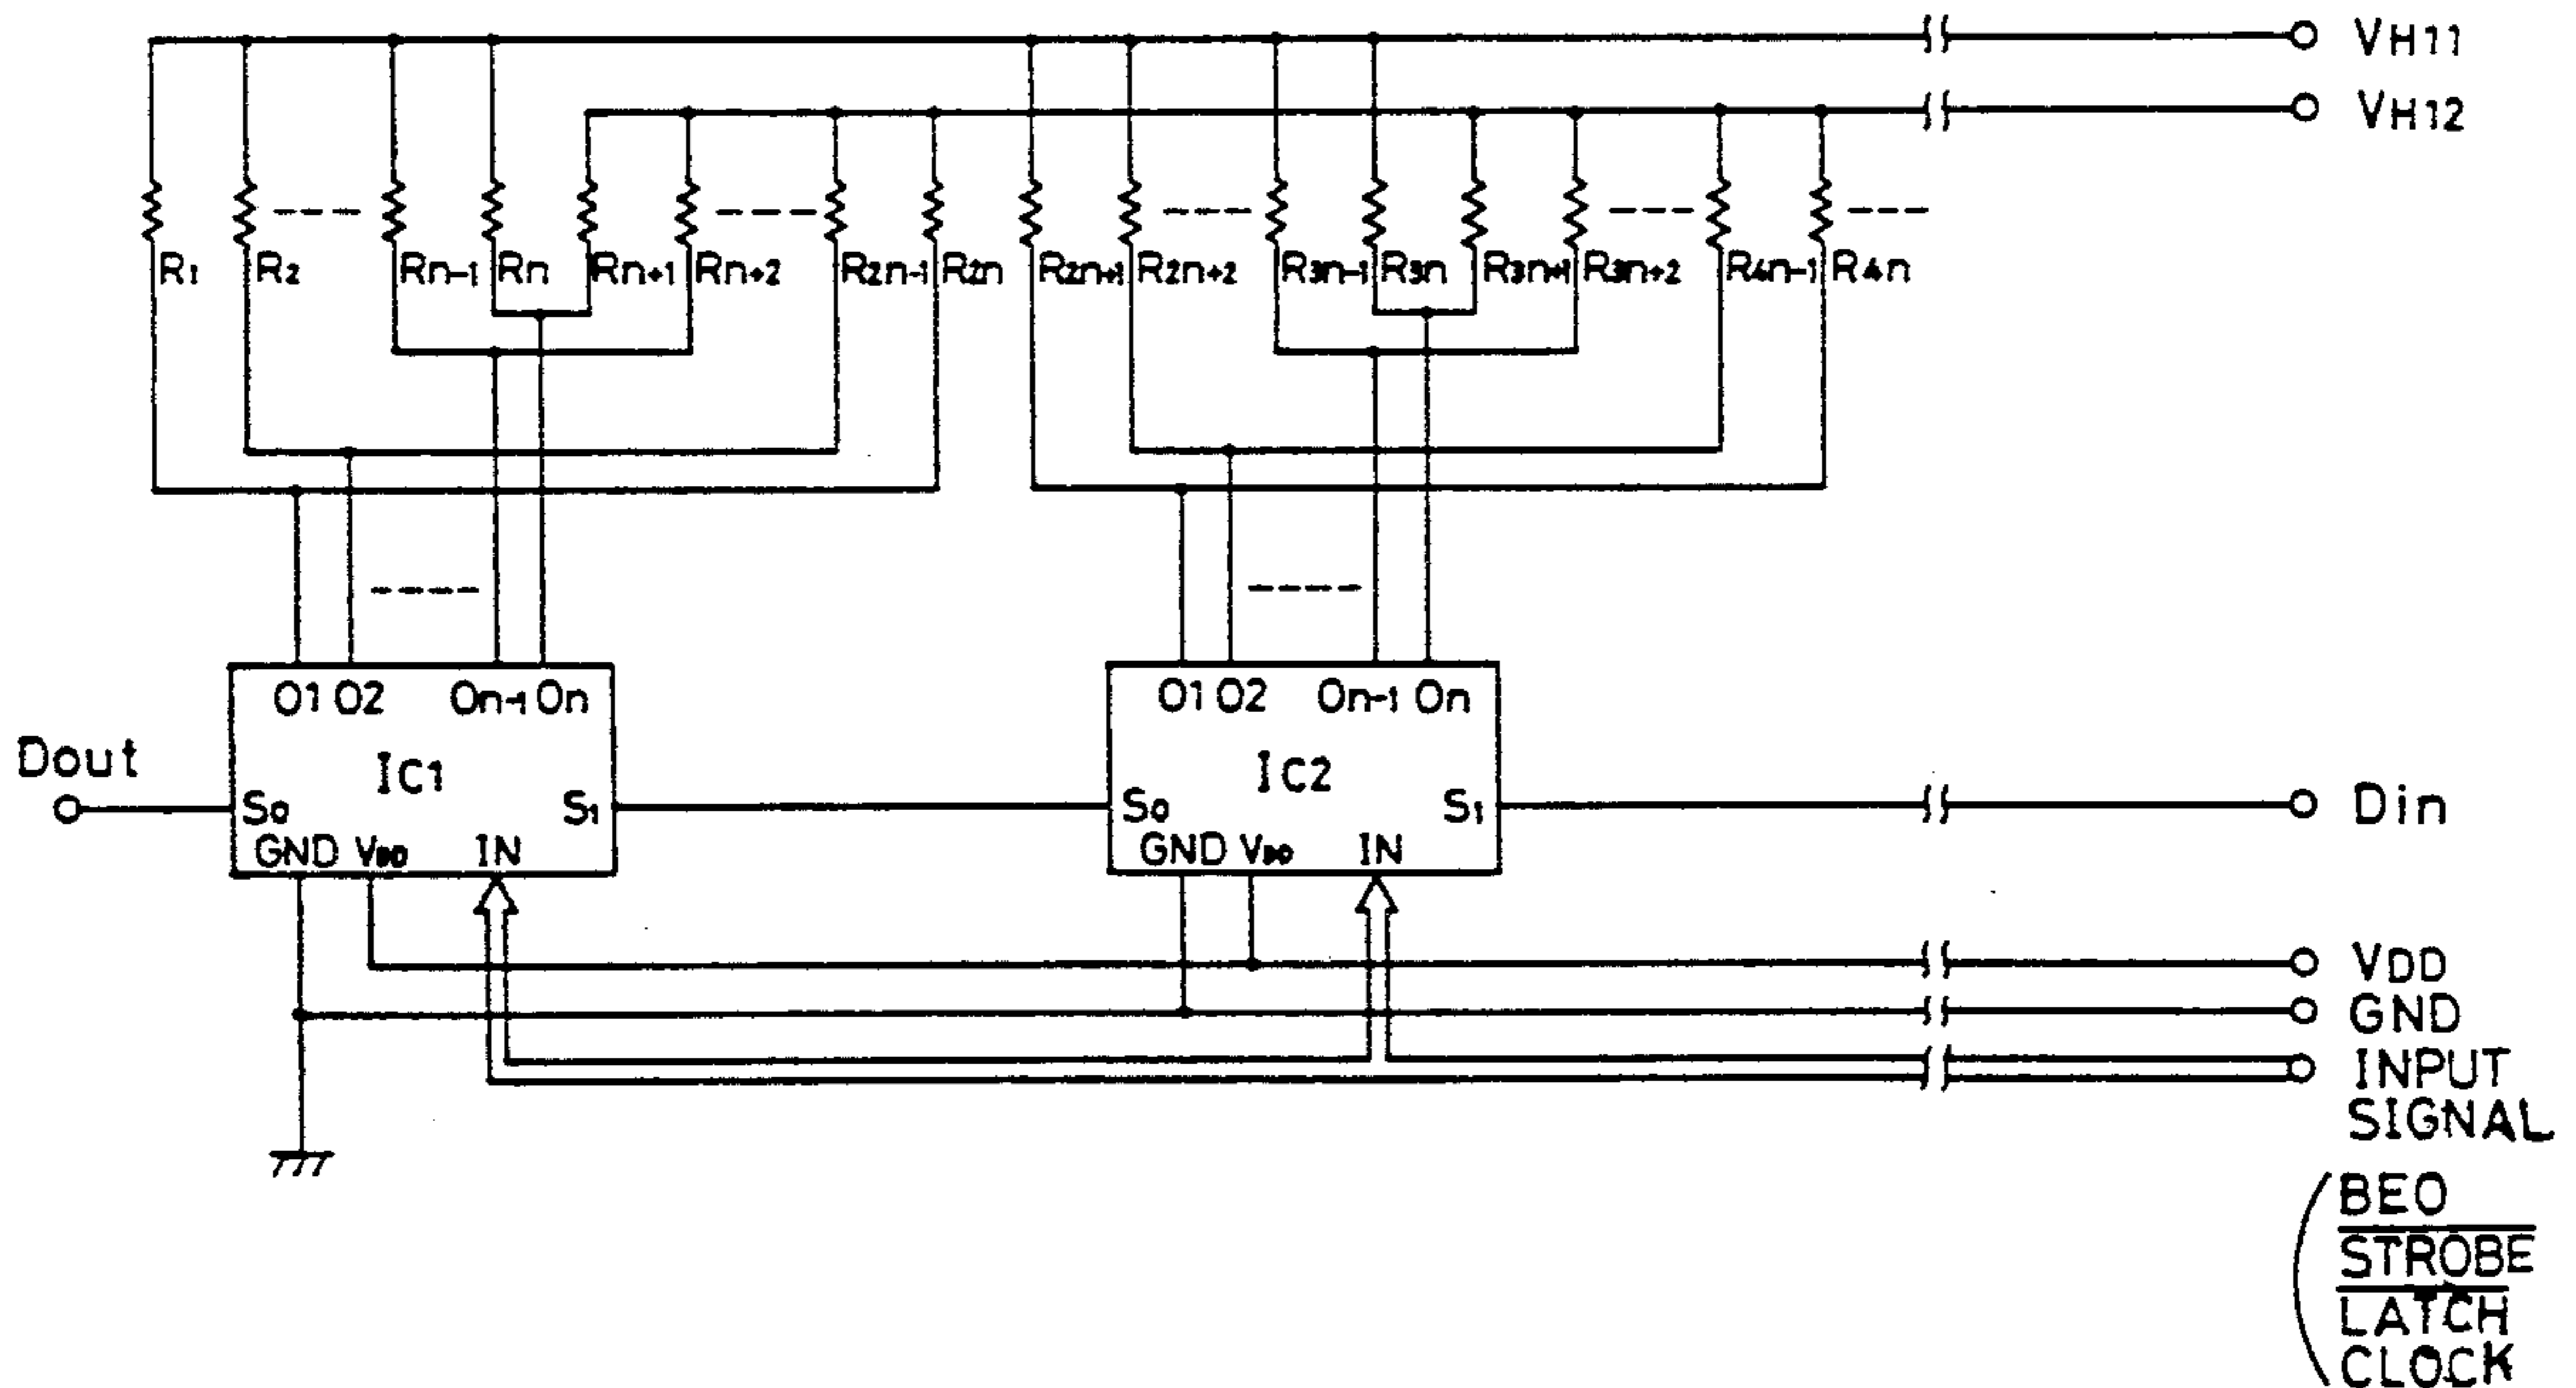 VH11
VH12
R1 R2 Rn-1 Rn Rn+1 Rn+2 R2n-1 R2n R2n+1 R2n+2 R3n-1 R3n R3n+1 R3n+2 R4n-1 R4n
O1 O2 On-1 On
IC1
S0 S1
GND VDD IN
O1 O2 On-1 On
IC2
S0 S1
GND VDD IN
Dout
Din
VDD
GND
INPUT
SIGNAL
BEO
STROBE
LATCH
CLOCK